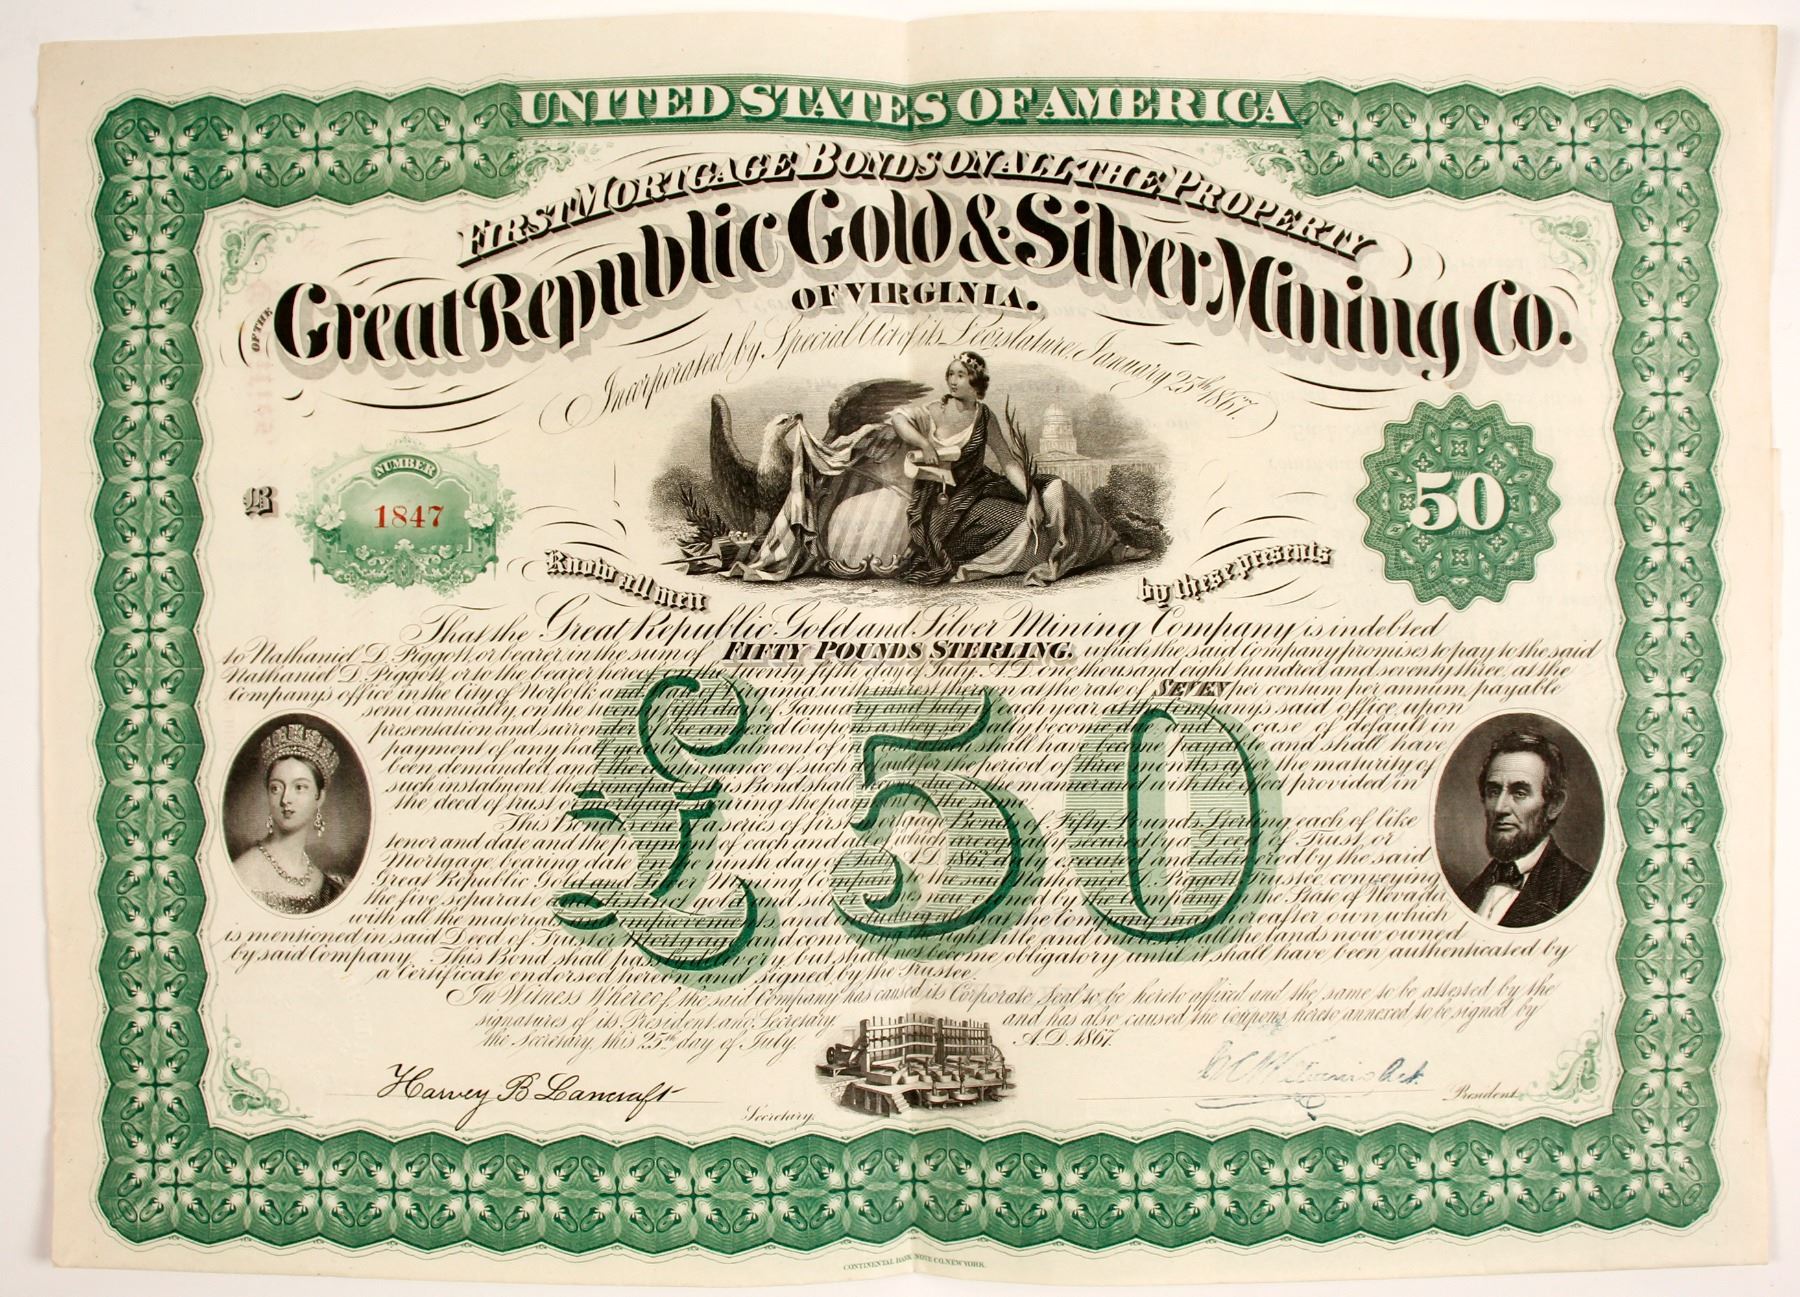 UNITED STATES OF AMERICA
FIRST MORTGAGE BONDS ON ALL THE PROPERTY
OF THE
Great Republic Gold & Silver Mining Co.
OF VIRGINIA.
Incorporated by Special Act of its Legislature, January 25th 1867.
NUMBER
B 1847
50
Know all men by these presents
That the Great Republic Gold and Silver Mining Company is indebted
to Nathaniel D. Piggott, or bearer, in the sum of FIFTY POUNDS STERLING, which the said Company promises to pay to the said
Nathaniel D. Piggott, or to the bearer hereof on the twenty fifth day of July A.D. one thousand eight hundred and seventy three, at the
Company's office in the City of Norfolk and State of Virginia, with interest thereon at the rate of SEVEN per centum per annum, payable
semi annually, on the twenty fifth day of January and July in each year at the Company's said office, upon
presentation and surrender of the annexed Coupons as they severally become due, and in case of default in
payment of any half yearly instalment of interest which shall have become payable and shall have
been demanded and the continuance of such default for the period of three months after the maturity of
such instalment, the principal of this Bond shall become due in the manner and with the effect provided in
the deed of trust or mortgage securing the payment of the same.
This Bond is one of a series of first Mortgage Bonds of Fifty Pounds Sterling each of like
tenor and date and the payment of each and all of which are equally secured by a Deed of Trust or
Mortgage, bearing date on the ninth day of July A.D. 1867 duly executed and delivered by the said
Great Republic Gold and Silver Mining Company to the said Nathaniel D. Piggott Trustee, conveying
the five separate and distinct gold and silver mines now owned by the Company in the State of Nevada,
with all the materials and improvements and including all that the Company may hereafter own which
is mentioned in said Deed of Trust or Mortgage and conveying the right title and interest to all the lands now owned
by said Company. This Bond shall pass by delivery, but shall not become obligatory until it shall have been authenticated by
a Certificate endorsed hereon and signed by the Trustee.
£50
In Witness Whereof, the said Company has caused its Corporate Seal to be hereto affixed and the same to be attested by the
signatures of its President and Secretary and has also caused the coupons hereto annexed to be signed by
the Secretary, this 25th day of July. A.D. 1867.
Harvey B Bancraft
Secretary.
President.
CONTINENTAL BANK NOTE CO. NEW YORK.